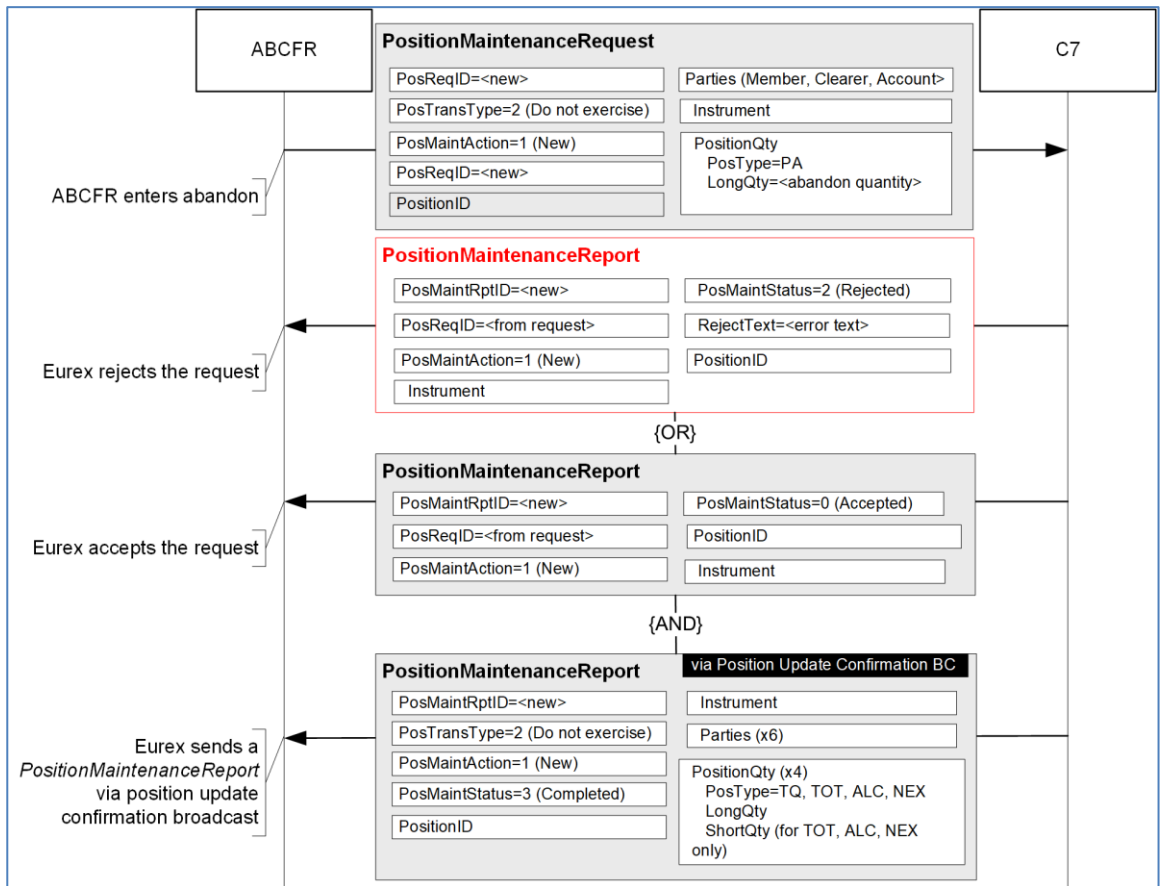 ABCFR
C7
PositionMaintenanceRequest
PosReqID=<new>
Parties (Member, Clearer, Account>
PosTransType=2 (Do not exercise)
Instrument
PosMaintAction=1 (New)
PositionQty
PosType=PA
LongQty=<abandon quantity>
PosReqID=<new>
PositionID
ABCFR enters abandon
PositionMaintenanceReport
PosMaintRptID=<new>
PosMaintStatus=2 (Rejected)
PosReqID=<from request>
RejectText=<error text>
PosMaintAction=1 (New)
PositionID
Instrument
Eurex rejects the request
{OR}
PositionMaintenanceReport
PosMaintRptID=<new>
PosMaintStatus=0 (Accepted)
PosReqID=<from request>
PositionID
PosMaintAction=1 (New)
Instrument
Eurex accepts the request
{AND}
PositionMaintenanceReport
via Position Update Confirmation BC
PosMaintRptID=<new>
Instrument
PosTransType=2 (Do not exercise)
Parties (x6)
PosMaintAction=1 (New)
PosMaintStatus=3 (Completed)
PositionID
PositionQty (x4)
PosType=TQ, TOT, ALC, NEX
LongQty
ShortQty (for TOT, ALC, NEX
only)
Eurex sends a
PositionMaintenanceReport
via position update
confirmation broadcast